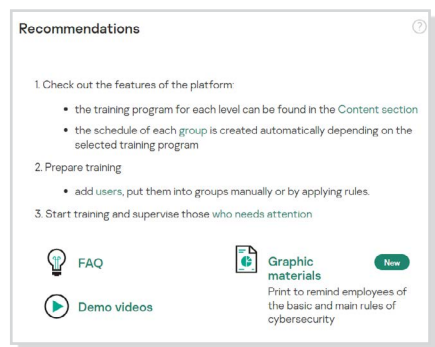 Recommendations
?
1. Check out the features of the platform:
• the training program for each level can be found in the Content section
• the schedule of each group is created automatically depending on the
selected training program
2. Prepare training
• add users, put them into groups manually or by applying rules.
3. Start training and supervise those who needs attention
FAQ
Demo videos
Graphic
materials
New
Print to remind employees of
the basic and main rules of
cybersecurity